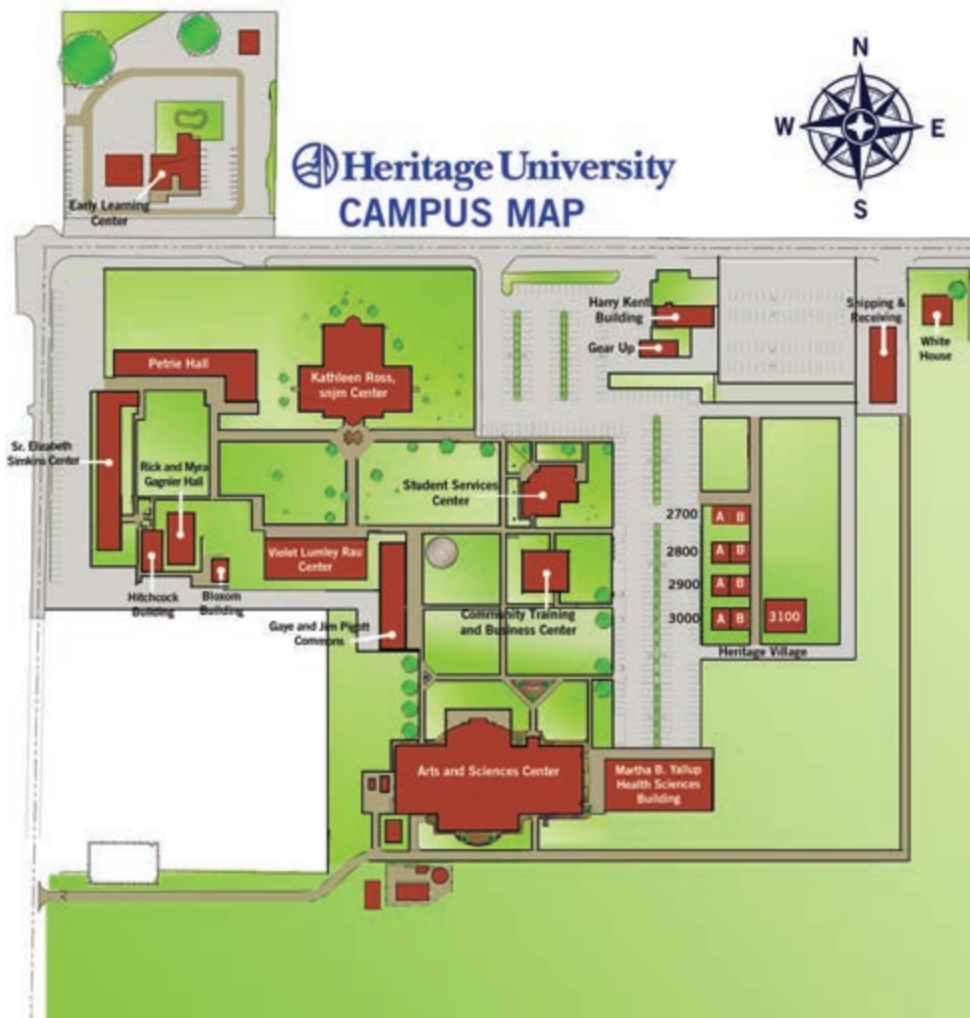 N
W
E
S
Heritage University
CAMPUS MAP
Early Learning
Center
Harry Kent
Building
Gear Up
Shipping &
Receiving
White
House
Petrie Hall
Kathleen Ross,
snjm Center
Sr. Elizabeth
Simkins Center
Rick and Myra
Gagnier Hall
Student Services
Center
2700
A
B
2800
A
B
2900
A
B
3000
A
B
3100
Heritage Village
Violet Lumley Rau
Center
Hitchcock
Building
Bloxom
Building
Gaye and Jim Pigott
Commons
Community Training
and Business Center
Arts and Sciences Center
Martha B. Yallup
Health Sciences
Building